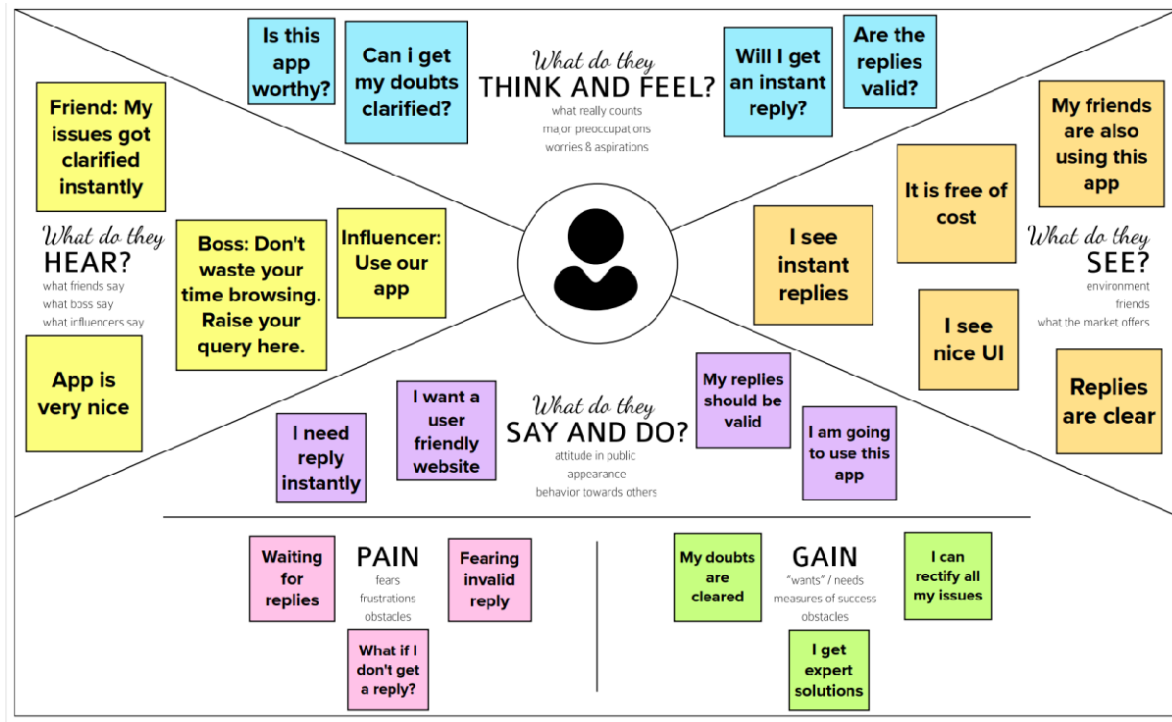 Is this
app
worthy?
Can i get
my doubts
clarified?
What do they
THINK AND FEEL?
what really counts
major preoccupations
worries & aspirations
Will I get
an instant
reply?
Are the
replies
valid?
Friend: My
issues got
clarified
instantly
What do they
HEAR?
what friends say
what boss say
what influencers say
Boss: Don't
waste your
time browsing.
Raise your
query here.
Influencer:
Use our
app
App is
very nice
My friends
are also
using this
app
It is free of
cost
I see
instant
replies
What do they
SEE?
environment
friends
what the market offers
I see
nice UI
Replies
are clear
I need
reply
instantly
I want a
user
friendly
website
What do they
SAY AND DO?
attitude in public
appearance
behavior towards others
My replies
should be
valid
I am going
to use this
app
Waiting
for
replies
PAIN
fears
frustrations
obstacles
Fearing
invalid
reply
What if I
don't get
a reply?
My doubts
are
cleared
GAIN
"wants" / needs
measures of success
obstacles
I can
rectify all
my issues
I get
expert
solutions